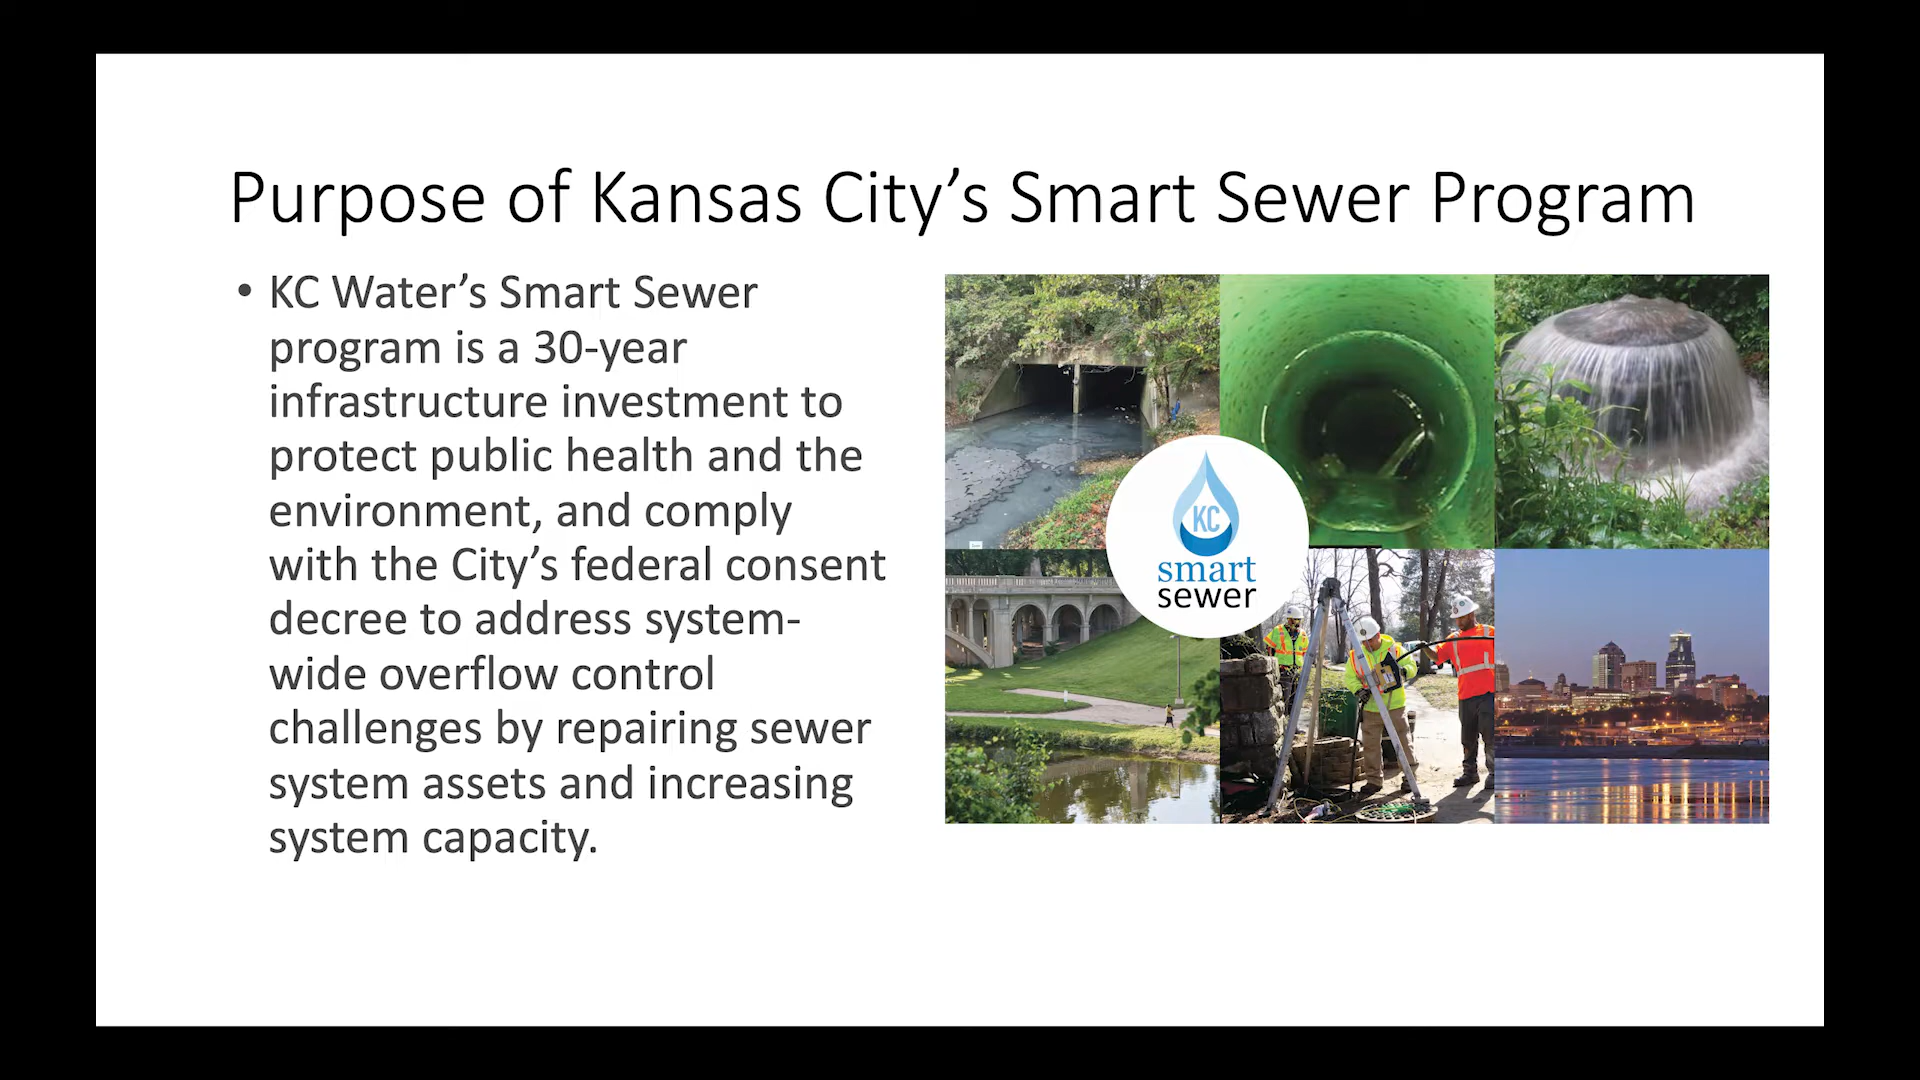 Purpose of Kansas City’s Smart Sewer Program
• KC Water’s Smart Sewer
program is a 30-year
infrastructure investment to
protect public health and the
environment, and comply
with the City’s federal consent
decree to address system-
wide overflow control
challenges by repairing sewer
system assets and increasing
system capacity.
KC
smart
sewer